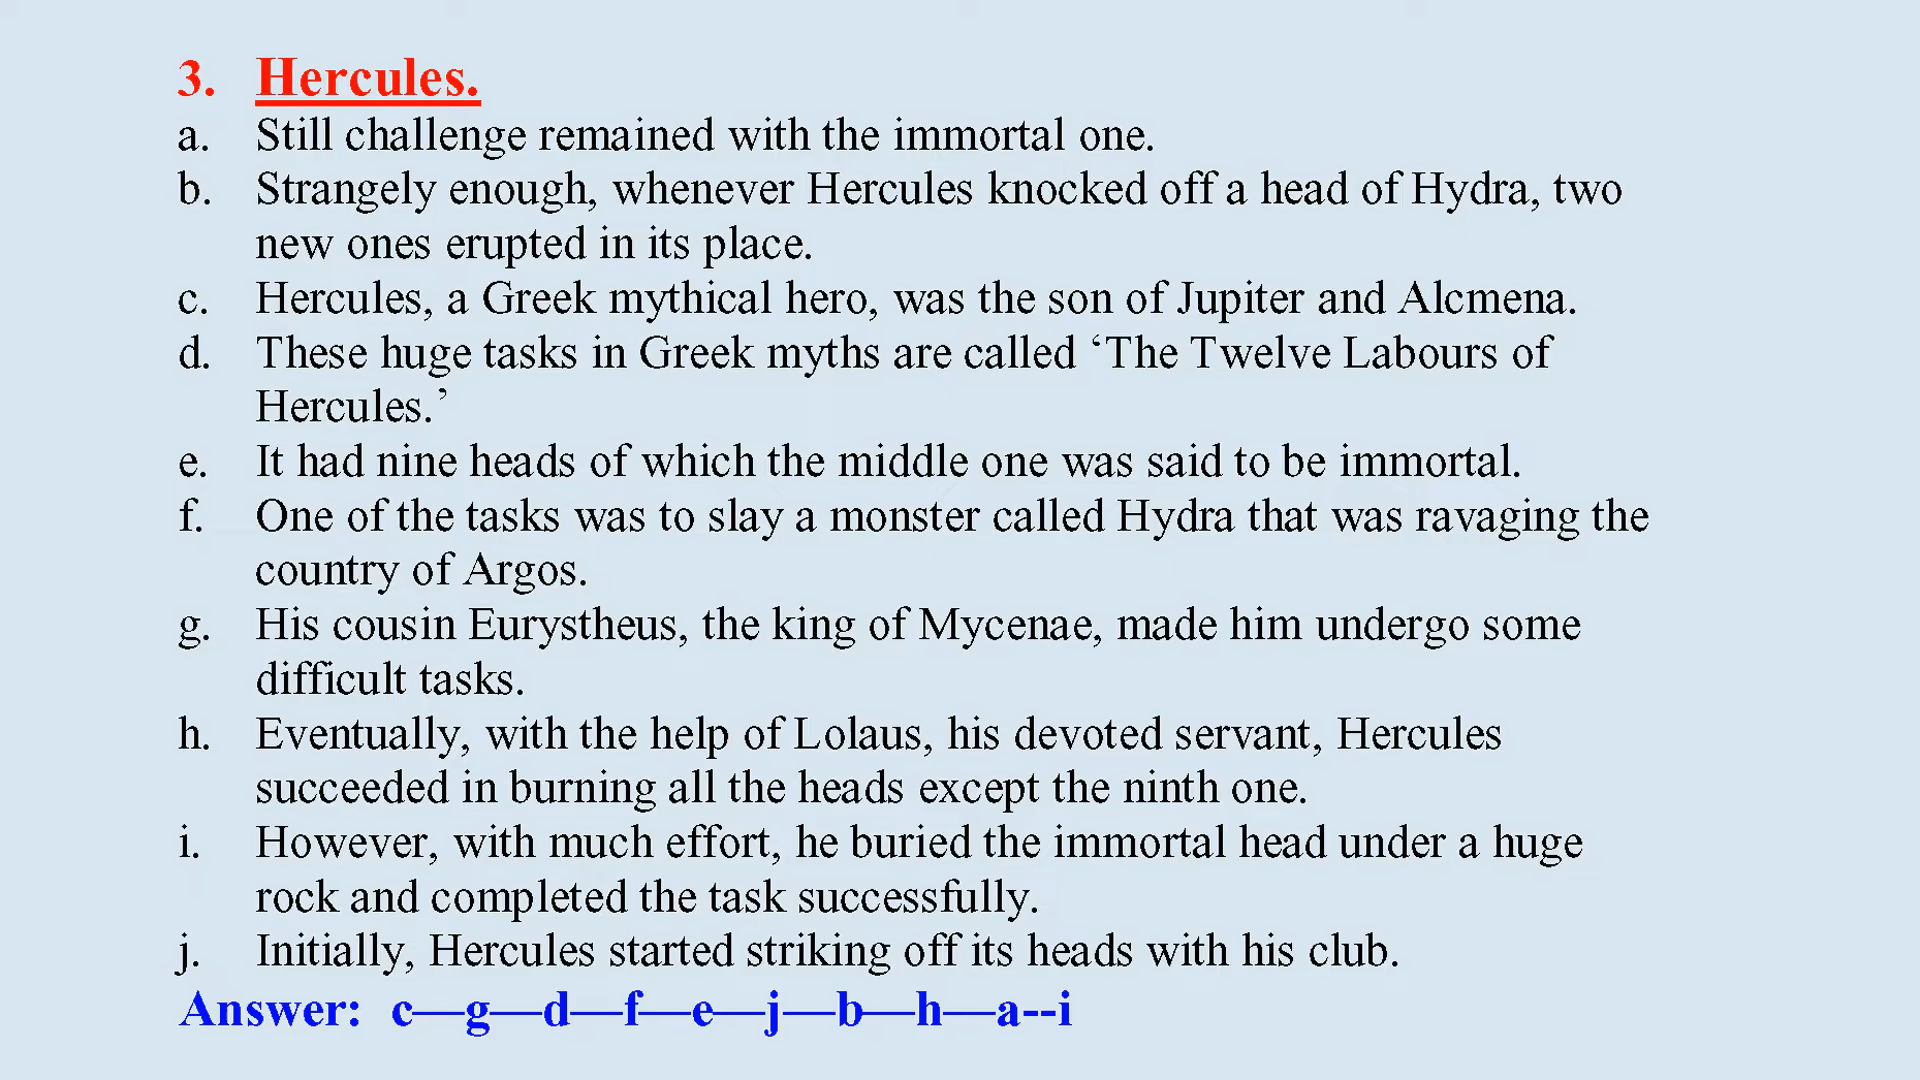 3. Hercules.
a. Still challenge remained with the immortal one.
b. Strangely enough, whenever Hercules knocked off a head of Hydra, two
new ones erupted in its place.
c. Hercules, a Greek mythical hero, was the son of Jupiter and Alcmena.
d. These huge tasks in Greek myths are called ‘The Twelve Labours of
Hercules.’
e. It had nine heads of which the middle one was said to be immortal.
f. One of the tasks was to slay a monster called Hydra that was ravaging the
country of Argos.
g. His cousin Eurystheus, the king of Mycenae, made him undergo some
difficult tasks.
h. Eventually, with the help of Lolaus, his devoted servant, Hercules
succeeded in burning all the heads except the ninth one.
i. However, with much effort, he buried the immortal head under a huge
rock and completed the task successfully.
j. Initially, Hercules started striking off its heads with his club.
Answer: c—g—d—f—e—j—b—h—a--i